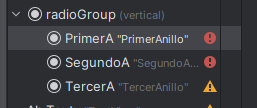 radioGroup (vertical)
PrimerA "PrimerAnillo"
SegundoA "SegundoA...
TercerA "TercerAnillo"